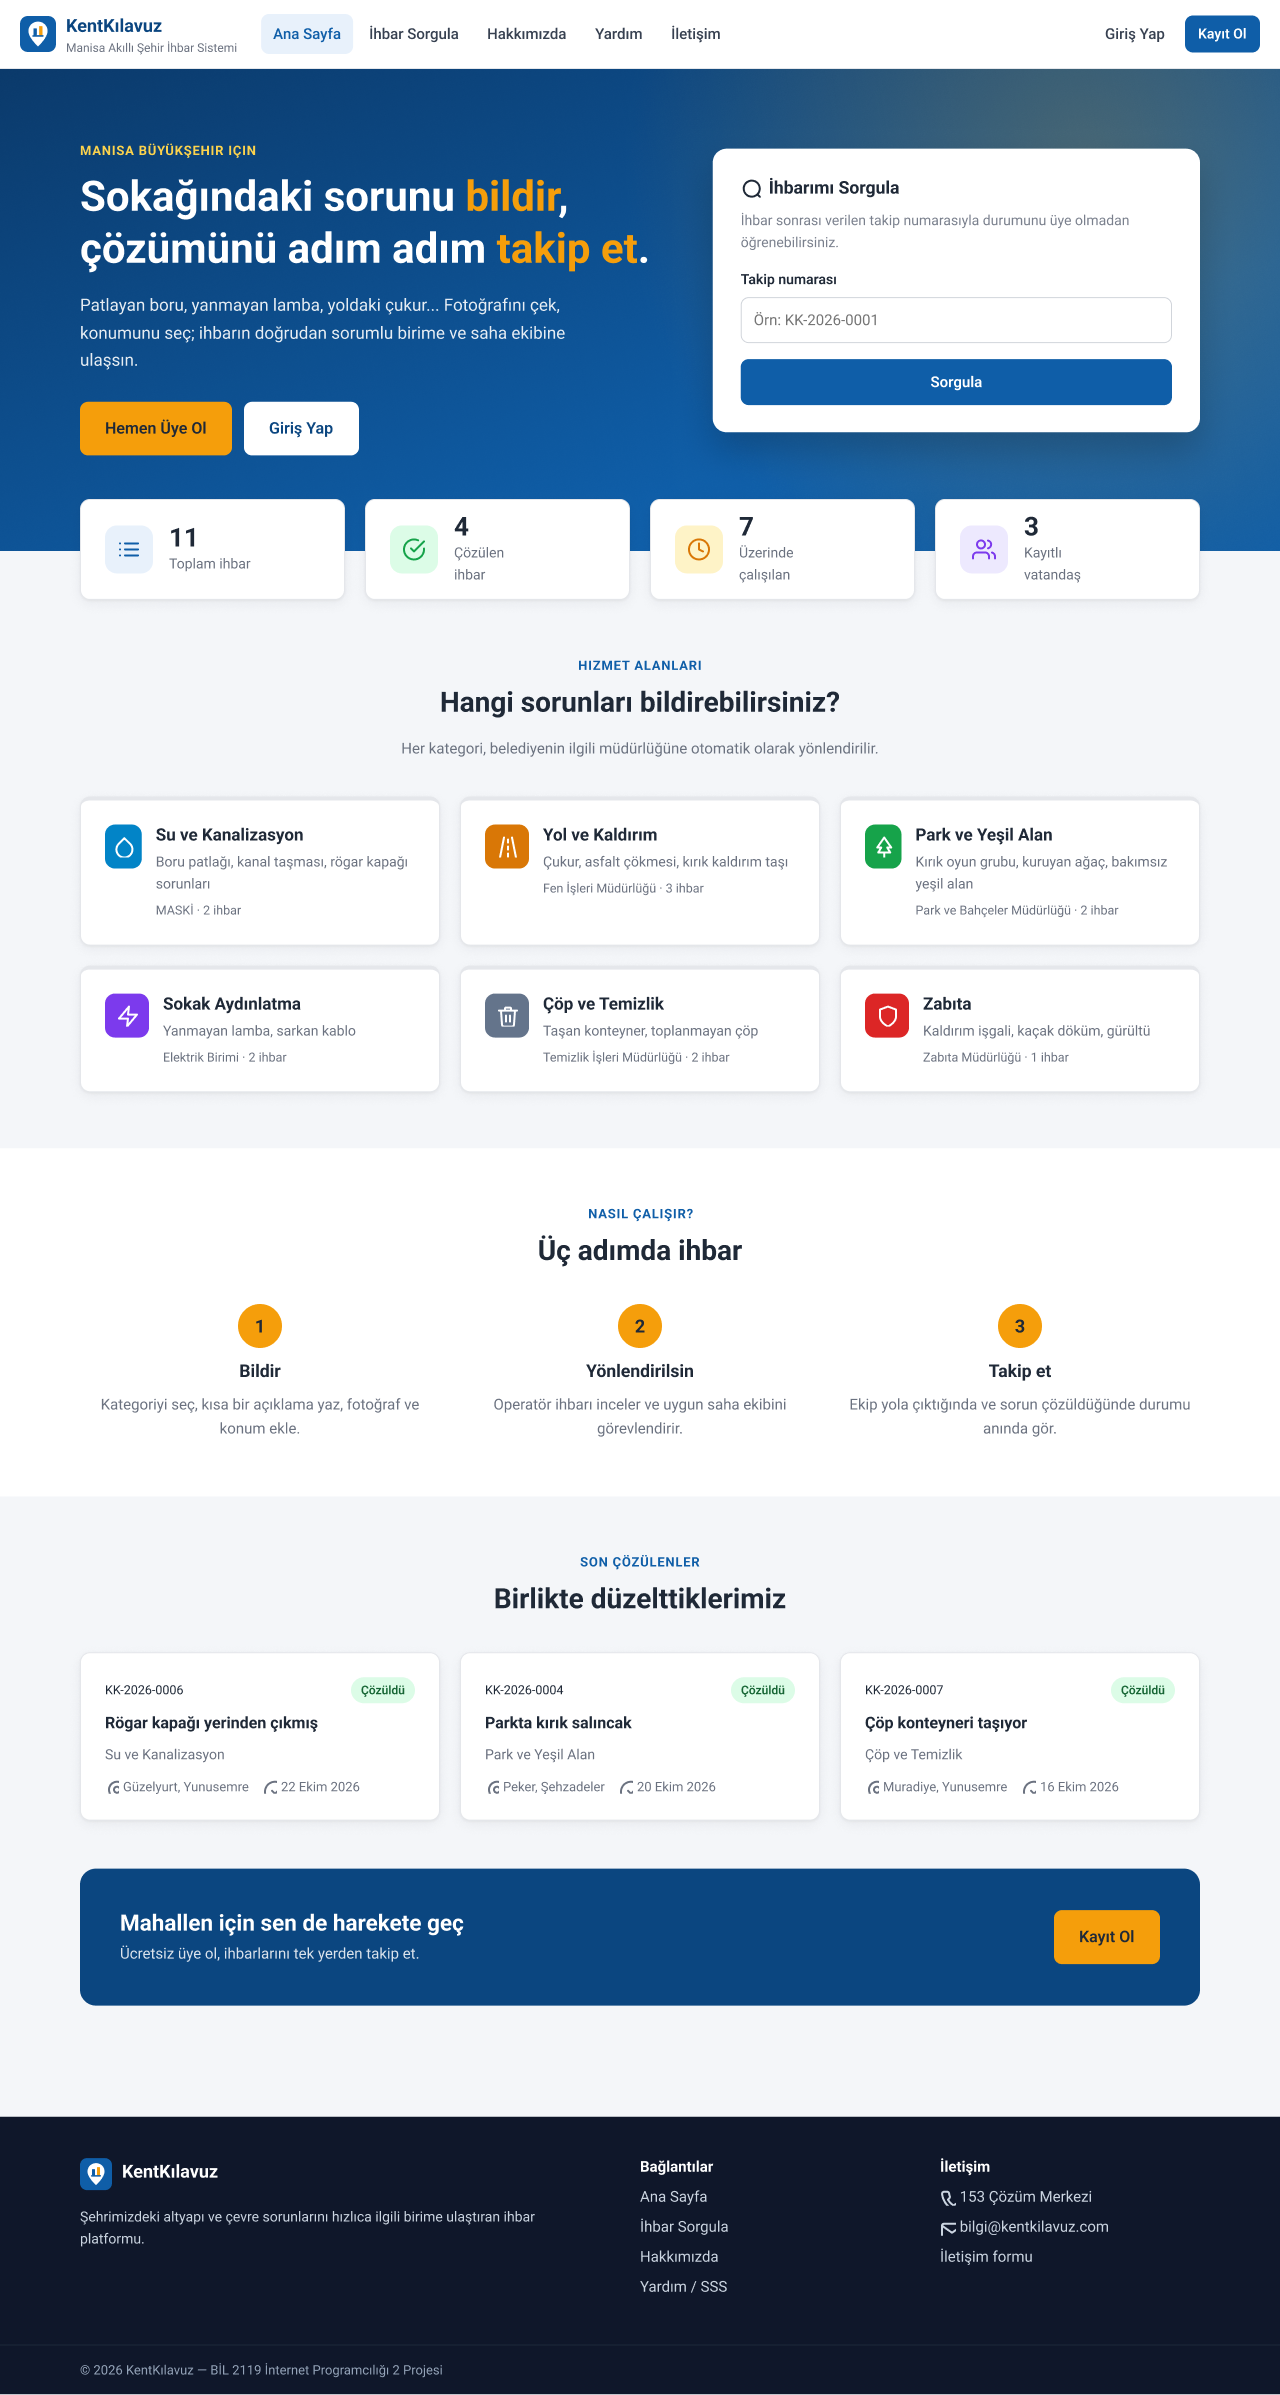 KentKılavuz
Manisa Akıllı Şehir İhbar Sistemi
Ana Sayfa
İhbar Sorgula
Hakkımızda
Yardım
İletişim
Giriş Yap
Kayıt Ol
MANISA BÜYÜKŞEHIR IÇIN
Sokağındaki sorunu bildir,
çözümünü adım adım takip et.
Patlayan boru, yanmayan lamba, yoldaki çukur... Fotoğrafını çek,
konumunu seç; ihbarın doğrudan sorumlu birime ve saha ekibine
ulaşsın.
Hemen Üye Ol
Giriş Yap
İhbarımı Sorgula
İhbar sonrası verilen takip numarasıyla durumunu üye olmadan
öğrenebilirsiniz.
Takip numarası
Örn: KK-2026-0001
Sorgula
11
Toplam ihbar
4
Çözülen
ihbar
7
Üzerinde
çalışılan
3
Kayıtlı
vatandaş
HIZMET ALANLARI
Hangi sorunları bildirebilirsiniz?
Her kategori, belediyenin ilgili müdürlüğüne otomatik olarak yönlendirilir.
Su ve Kanalizasyon
Boru patlağı, kanal taşması, rögar kapağı
sorunları
MASKİ · 2 ihbar
Yol ve Kaldırım
Çukur, asfalt çökmesi, kırık kaldırım taşı
Fen İşleri Müdürlüğü · 3 ihbar
Park ve Yeşil Alan
Kırık oyun grubu, kuruyan ağaç, bakımsız
yeşil alan
Park ve Bahçeler Müdürlüğü · 2 ihbar
Sokak Aydınlatma
Yanmayan lamba, sarkan kablo
Elektrik Birimi · 2 ihbar
Çöp ve Temizlik
Taşan konteyner, toplanmayan çöp
Temizlik İşleri Müdürlüğü · 2 ihbar
Zabıta
Kaldırım işgali, kaçak döküm, gürültü
Zabıta Müdürlüğü · 1 ihbar
NASIL ÇALIŞIR?
Üç adımda ihbar
1
Bildir
Kategoriyi seç, kısa bir açıklama yaz, fotoğraf ve
konum ekle.
2
Yönlendirilsin
Operatör ihbarı inceler ve uygun saha ekibini
görevlendirir.
3
Takip et
Ekip yola çıktığında ve sorun çözüldüğünde durumu
anında gör.
SON ÇÖZÜLENLER
Birlikte düzelttiklerimiz
KK-2026-0006
Çözüldü
Rögar kapağı yerinden çıkmış
Su ve Kanalizasyon
Güzelyurt, Yunusemre
22 Ekim 2026
KK-2026-0004
Çözüldü
Parkta kırık salıncak
Park ve Yeşil Alan
Peker, Şehzadeler
20 Ekim 2026
KK-2026-0007
Çözüldü
Çöp konteyneri taşıyor
Çöp ve Temizlik
Muradiye, Yunusemre
16 Ekim 2026
Mahallen için sen de harekete geç
Ücretsiz üye ol, ihbarlarını tek yerden takip et.
Kayıt Ol
KentKılavuz
Şehrimizdeki altyapı ve çevre sorunlarını hızlıca ilgili birime ulaştıran ihbar
platformu.
Bağlantılar
Ana Sayfa
İhbar Sorgula
Hakkımızda
Yardım / SSS
İletişim
153 Çözüm Merkezi
bilgi@kentkilavuz.com
İletişim formu
© 2026 KentKılavuz — BİL 2119 İnternet Programcılığı 2 Projesi